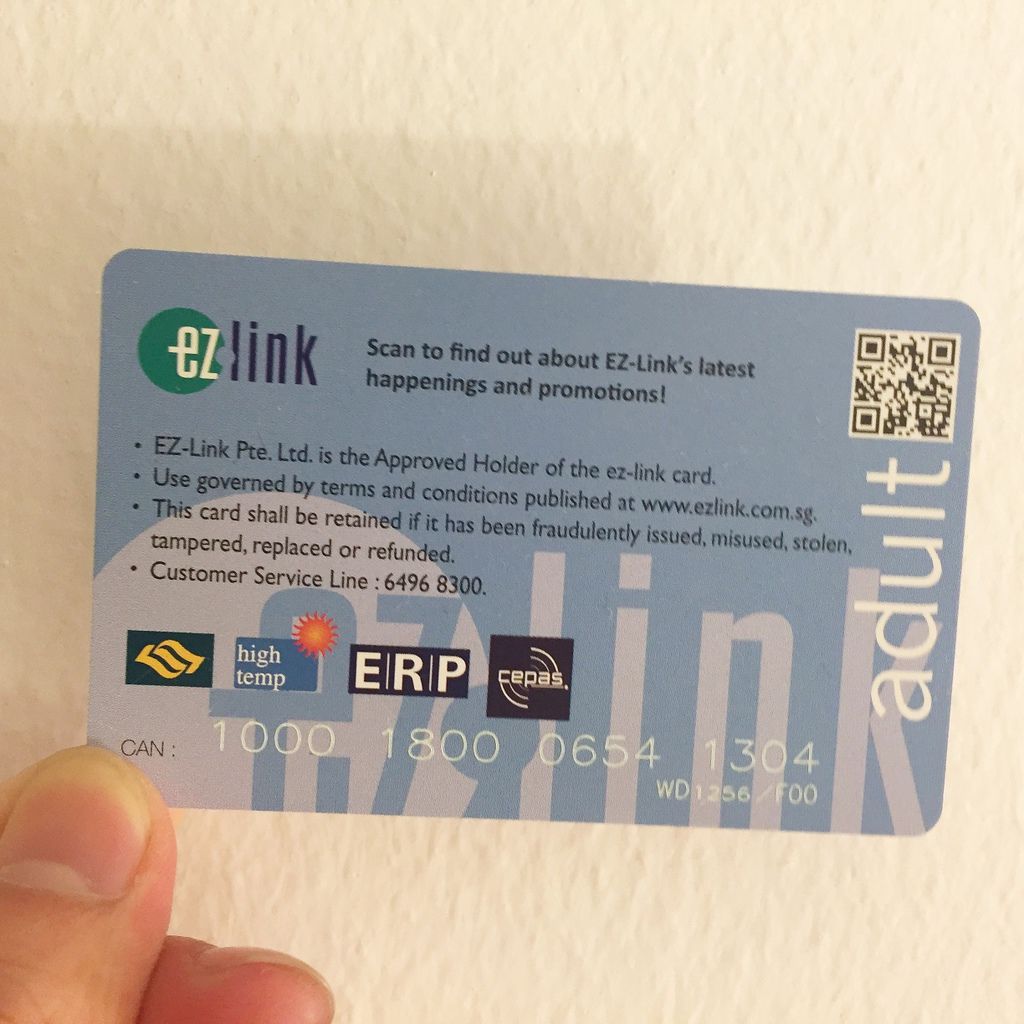 ez-link
Scan to find out about EZ-Link's latest
happenings and promotions!
• EZ-Link Pte. Ltd. is the Approved Holder of the ez-link card.
• Use governed by terms and conditions published at www.ezlink.com.sg.
• This card shall be retained if it has been fraudulently issued, misused, stolen,
tampered, replaced or refunded.
• Customer Service Line : 6496 8300.
adult
high
temp
E|R|P
cepas.
ez-link
CAN : 1000 1800 0654 1304
WD1256/F00